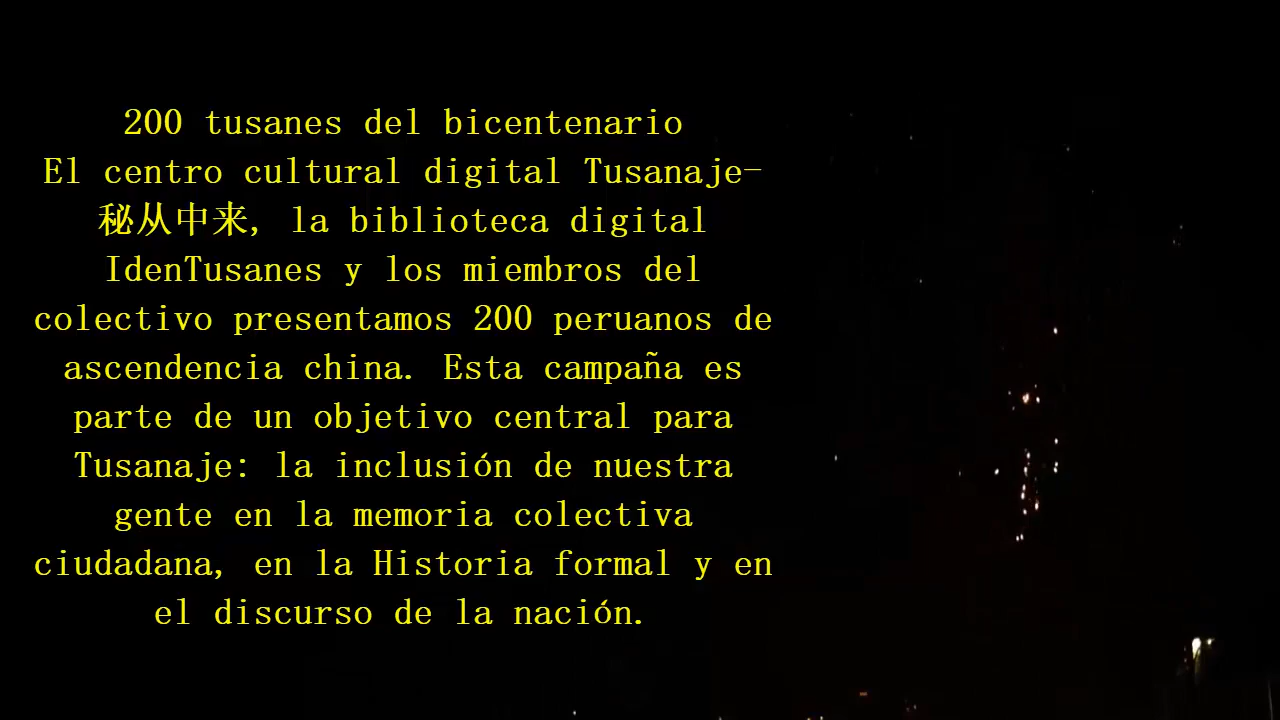 200 tusanes del bicentenario
El centro cultural digital Tusanaje-
秘从中来, la biblioteca digital
IdenTusanes y los miembros del
colectivo presentamos 200 peruanos de
ascendencia china. Esta campaña es
parte de un objetivo central para
Tusanaje: la inclusión de nuestra
gente en la memoria colectiva
ciudadana, en la Historia formal y en
el discurso de la nación.